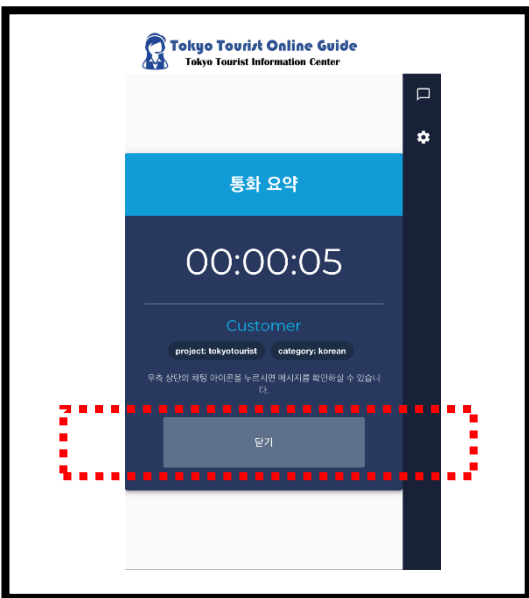 Tokyo Tourist Online Guide
Tokyo Tourist Information Center
통화 요약
00:00:05
Customer
project: tokyotourist category: korean
우측 상단의 채팅 아이콘을 누르시면 메시지를 확인하실 수 있습니
다.
닫기